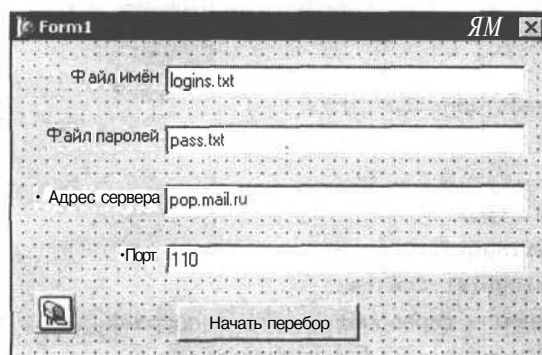 Form1 ЯМ
Файл имён logins.txt
Файл паролей pass.txt
Адрес сервера pop.mail.ru
Порт 110
Начать перебор